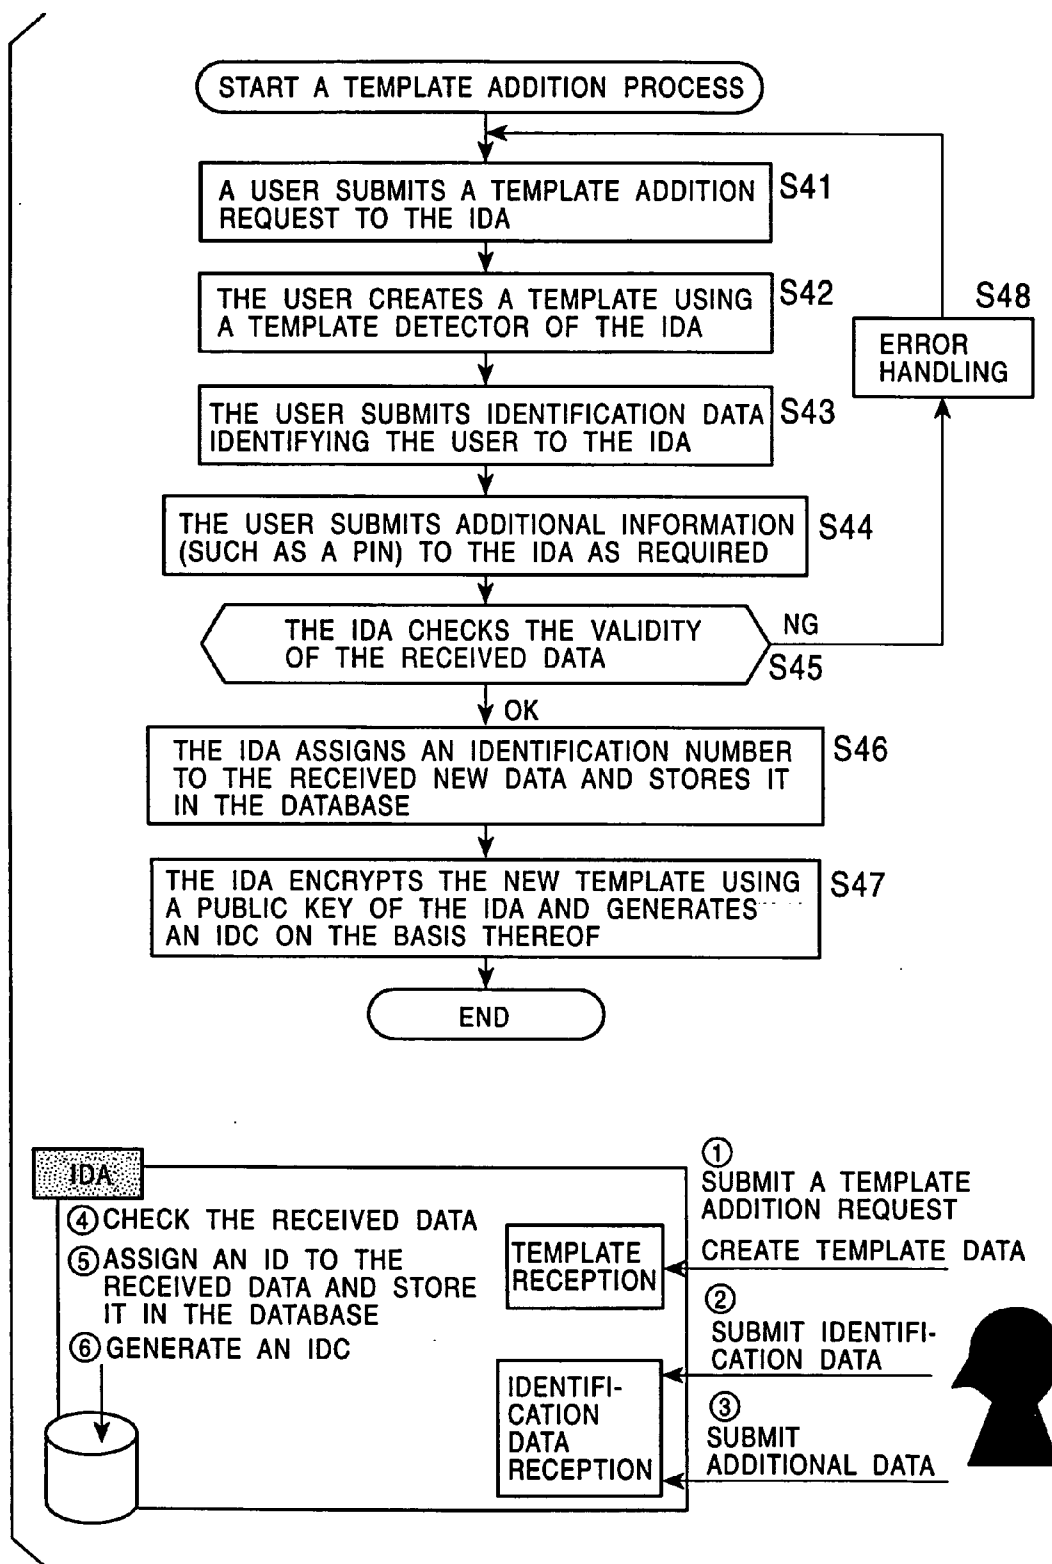 START A TEMPLATE ADDITION PROCESS
A USER SUBMITS A TEMPLATE ADDITION
REQUEST TO THE IDA
S41
THE USER CREATES A TEMPLATE USING
A TEMPLATE DETECTOR OF THE IDA
S42
S48
ERROR
HANDLING
THE USER SUBMITS IDENTIFICATION DATA
IDENTIFYING THE USER TO THE IDA
S43
THE USER SUBMITS ADDITIONAL INFORMATION
(SUCH AS A PIN) TO THE IDA AS REQUIRED
S44
THE IDA CHECKS THE VALIDITY
OF THE RECEIVED DATA
NG
S45
OK
THE IDA ASSIGNS AN IDENTIFICATION NUMBER
TO THE RECEIVED NEW DATA AND STORES IT
IN THE DATABASE
S46
THE IDA ENCRYPTS THE NEW TEMPLATE USING
A PUBLIC KEY OF THE IDA AND GENERATES
AN IDC ON THE BASIS THEREOF
S47
END
IDA
④ CHECK THE RECEIVED DATA
⑤ ASSIGN AN ID TO THE
RECEIVED DATA AND STORE
IT IN THE DATABASE
⑥ GENERATE AN IDC
TEMPLATE
RECEPTION
IDENTIFI-
CATION
DATA
RECEPTION
①
SUBMIT A TEMPLATE
ADDITION REQUEST
CREATE TEMPLATE DATA
②
SUBMIT IDENTIFI-
CATION DATA
③
SUBMIT
ADDITIONAL DATA